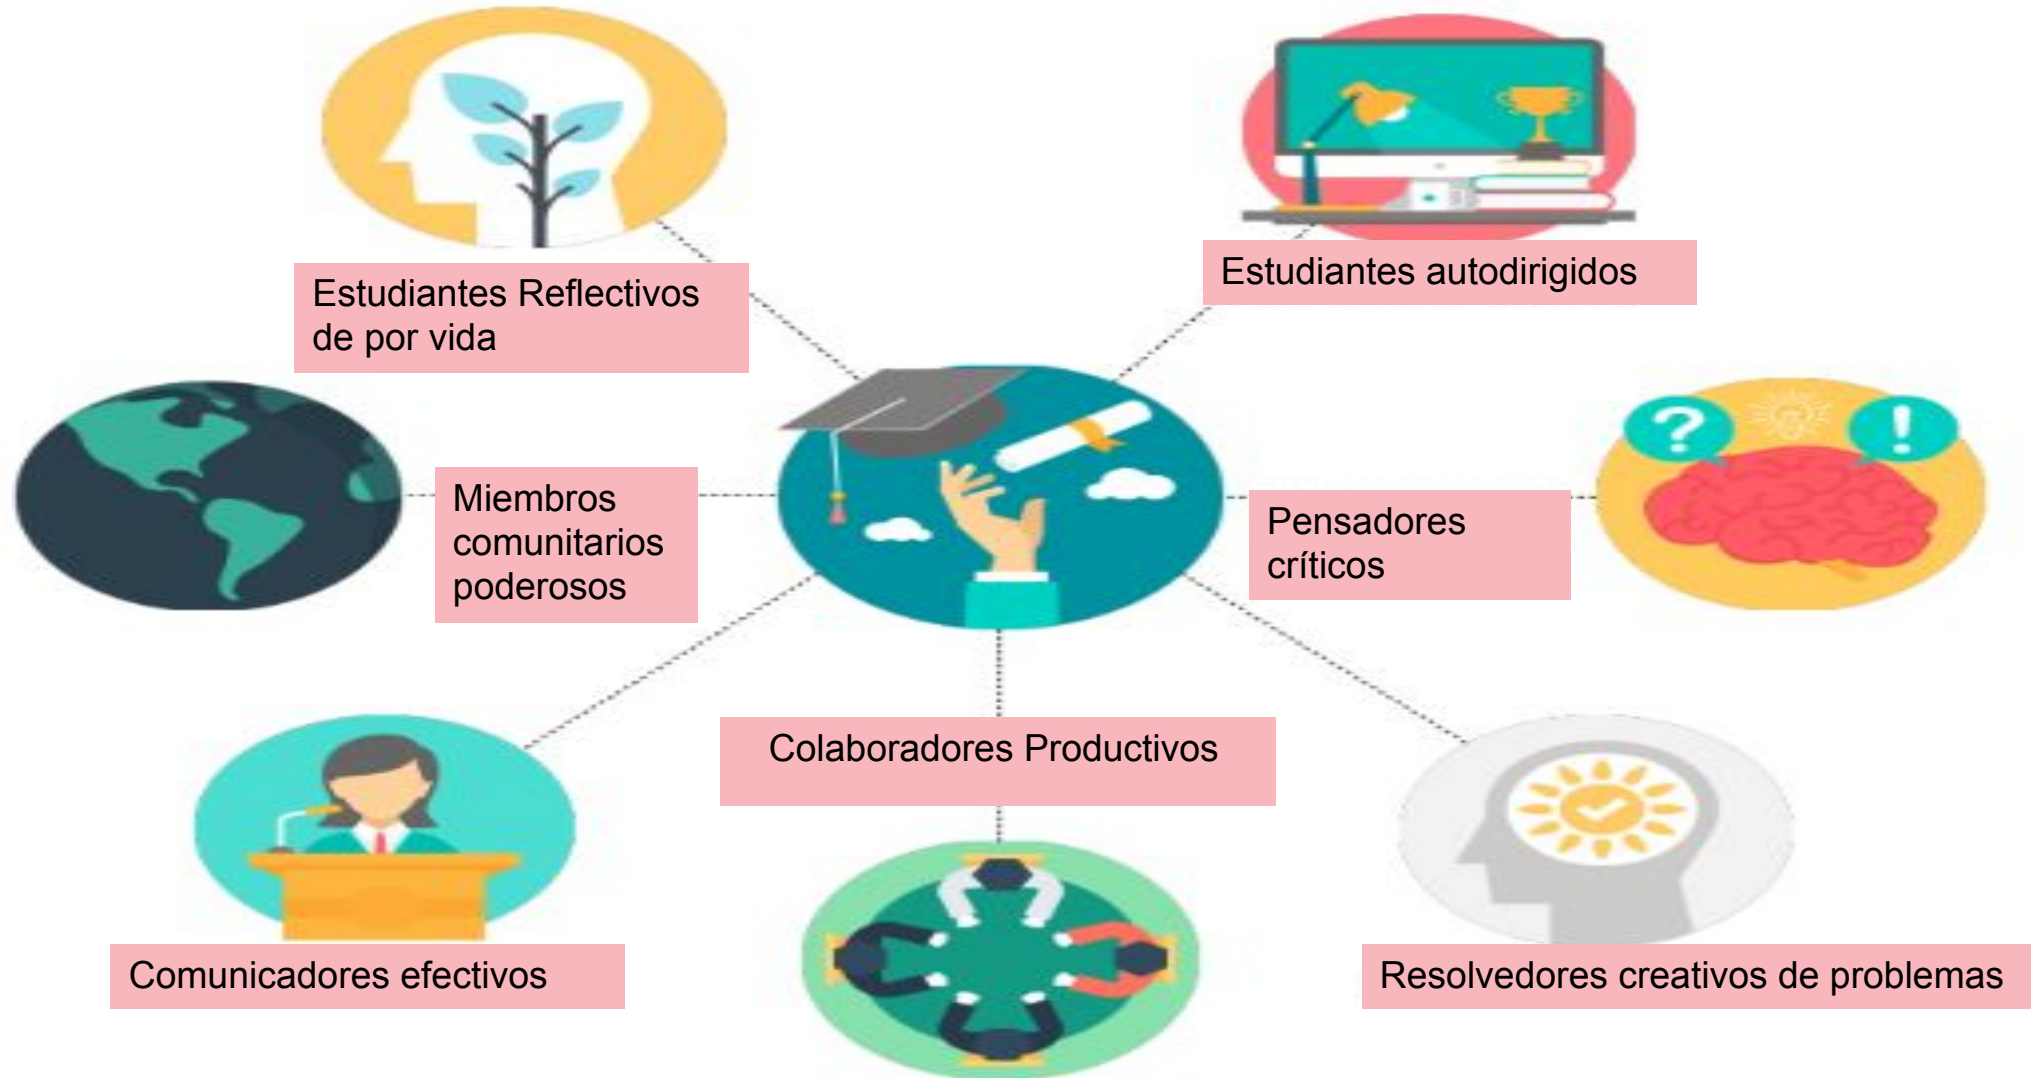 Estudiantes Reflectivos
de por vida
Estudiantes autodirigidos
Miembros
comunitarios
poderosos
?
!
Pensadores
críticos
Colaboradores Productivos
Comunicadores efectivos
Resolvedores creativos de problemas